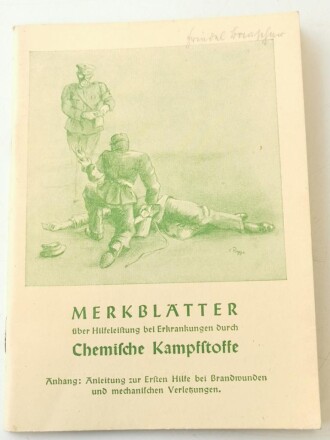 MERKBLÄTTER
über Hilfeleistung bei Erkrankungen durch
Chemische Kampfstoffe
Anhang: Anleitung zur Ersten Hilfe bei Brandwunden
und mechanischen Verletzungen.